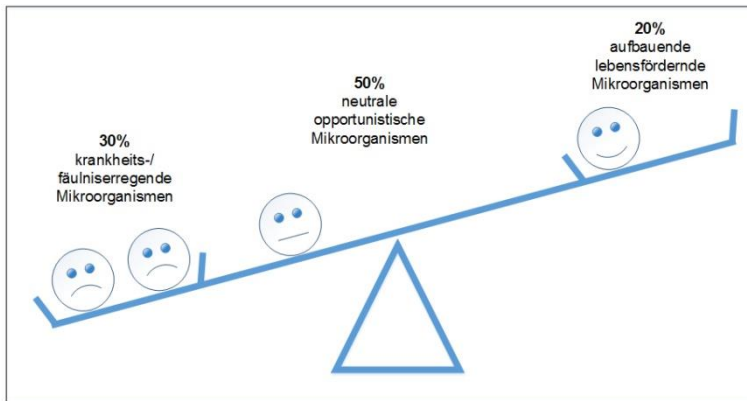 30%
krankheits-/
fäulniserregende
Mikroorganismen
50%
neutrale
opportunistische
Mikroorganismen
20%
aufbauende
lebensfördernde
Mikroorganismen